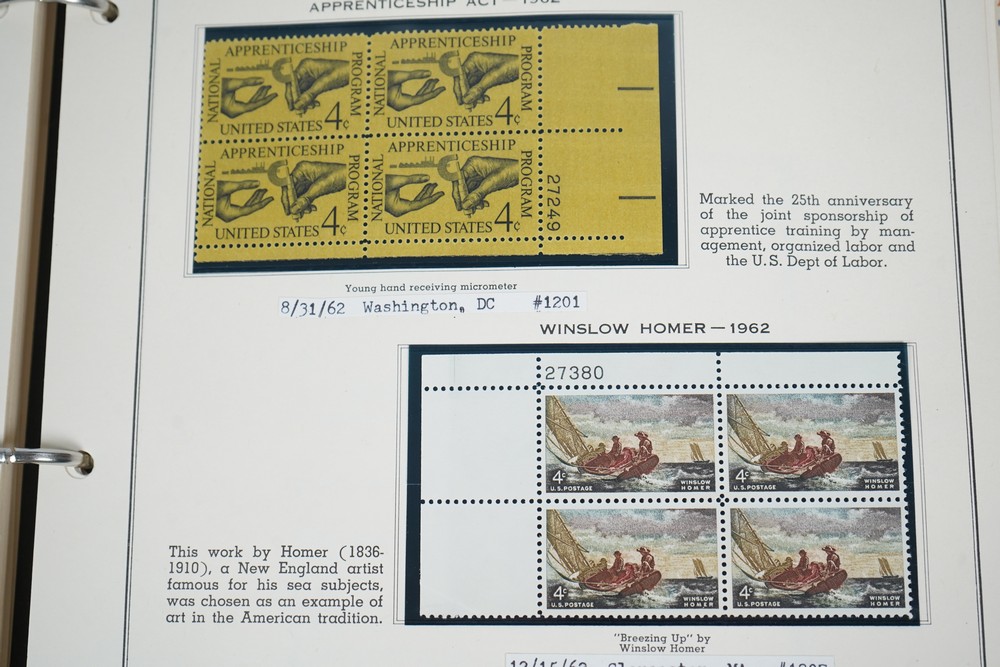 APPRENTICESHIP ACT — 1962
APPRENTICESHIP
NATIONAL
PROGRAM
UNITED STATES 4¢
APPRENTICESHIP
NATIONAL
PROGRAM
UNITED STATES 4¢
APPRENTICESHIP
NATIONAL
PROGRAM
UNITED STATES 4¢
APPRENTICESHIP
NATIONAL
PROGRAM
UNITED STATES 4¢
27249
Marked the 25th anniversary
of the joint sponsorship of
apprentice training by man-
agement, organized labor and
the U.S. Dept of Labor.
Young hand receiving micrometer
8/31/62 Washington, DC #1201
WINSLOW HOMER — 1962
27380
4¢
U.S. POSTAGE
WINSLOW
HOMER
4¢
U.S. POSTAGE
WINSLOW
HOMER
4¢
U.S. POSTAGE
WINSLOW
HOMER
4¢
U.S. POSTAGE
WINSLOW
HOMER
This work by Homer (1836-
1910), a New England artist
famous for his sea subjects,
was chosen as an example of
art in the American tradition.
"Breezing Up" by
Winslow Homer
12/15/62